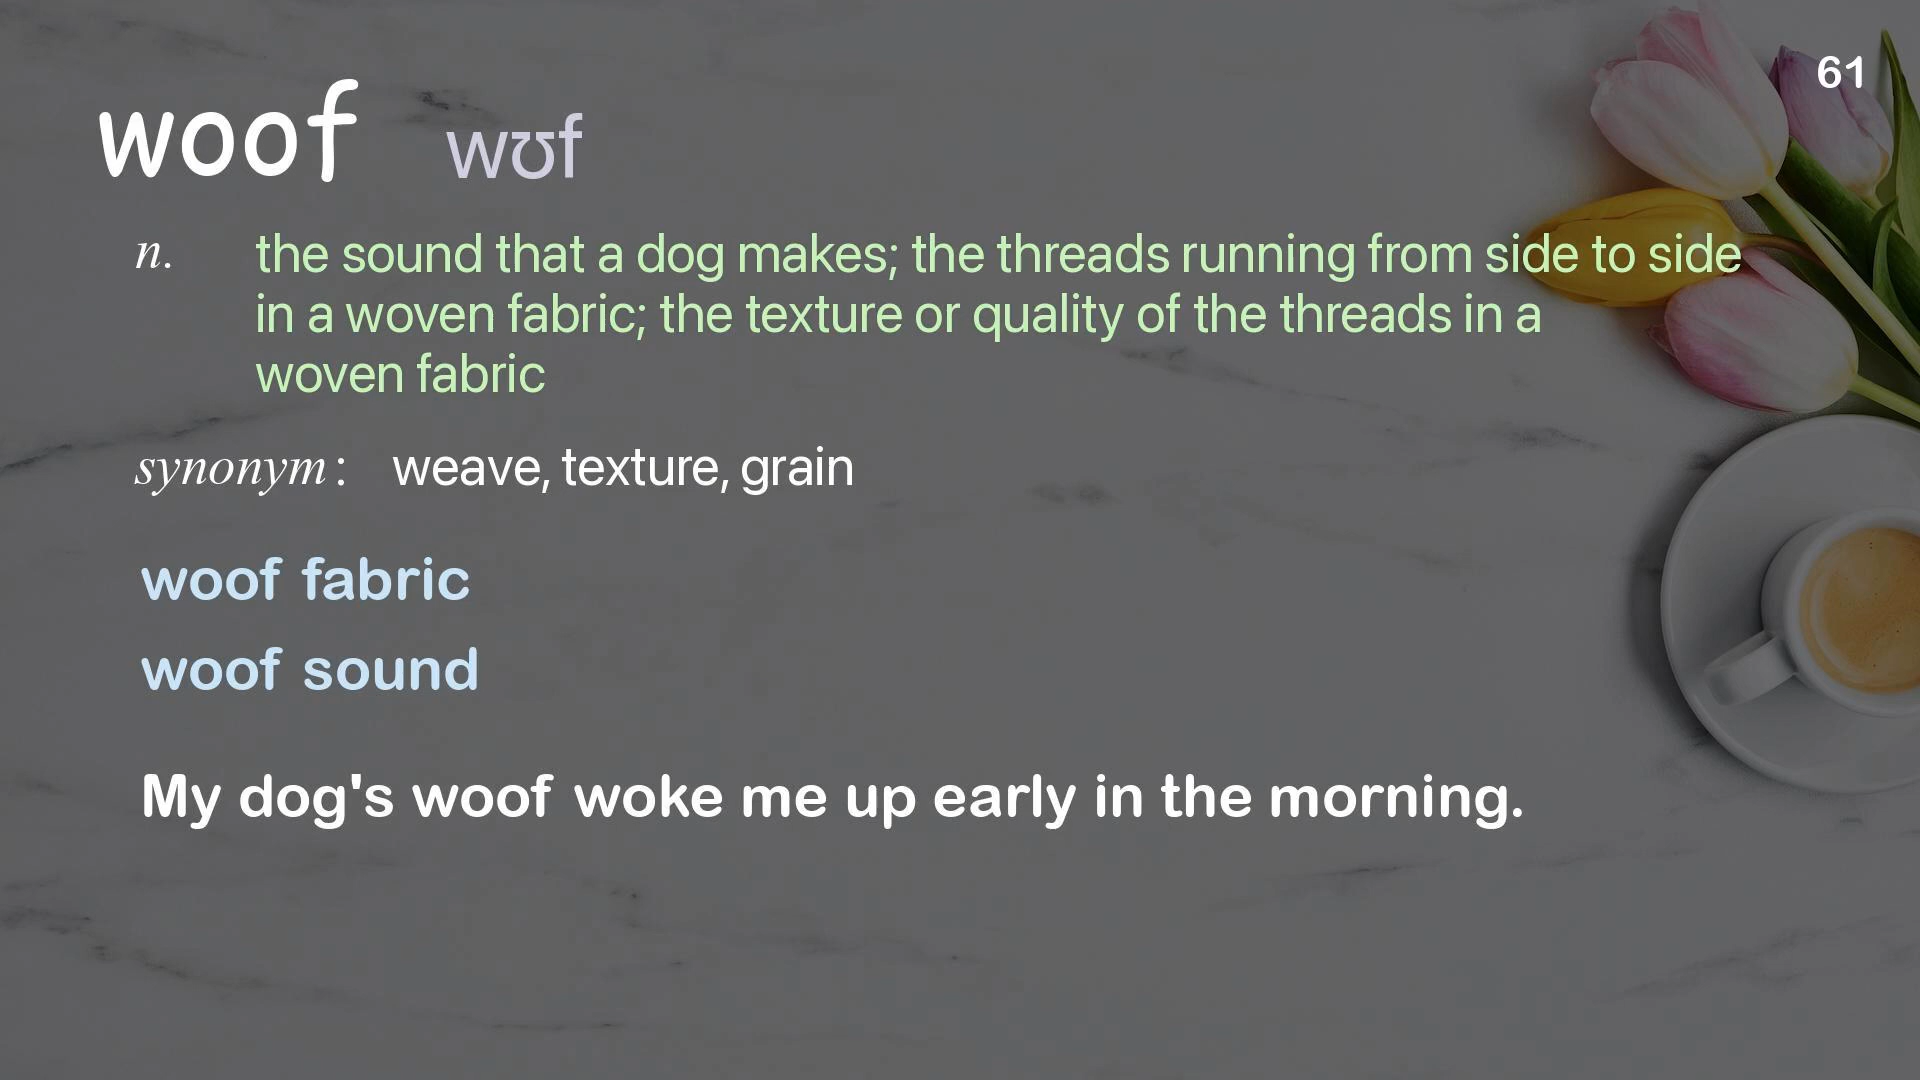 61
woof wʊf
n. the sound that a dog makes; the threads running from side to side
in a woven fabric; the texture or quality of the threads in a
woven fabric
synonym: weave, texture, grain
woof fabric
woof sound
My dog's woof woke me up early in the morning.